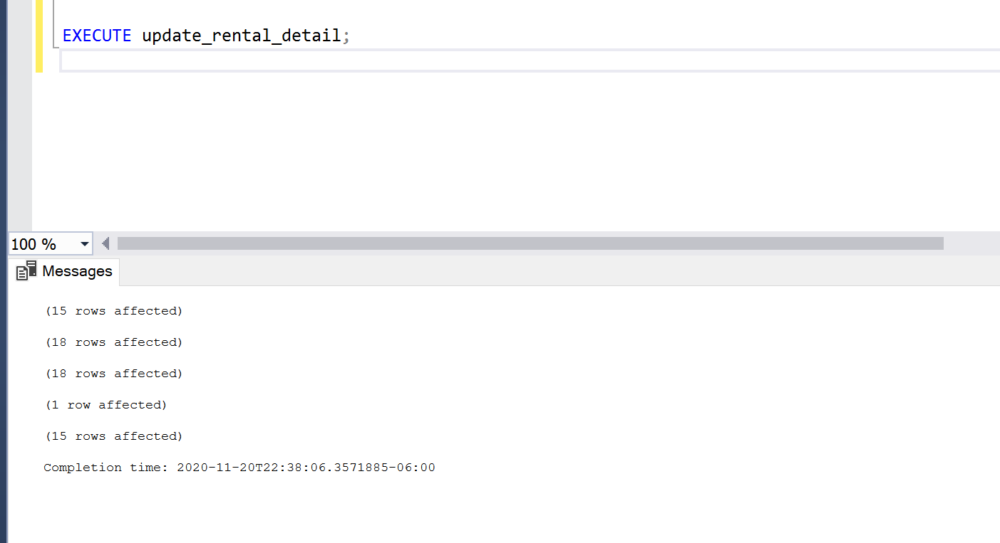 EXECUTE update_rental_detail;
100 %
Messages
(15 rows affected)
(18 rows affected)
(18 rows affected)
(1 row affected)
(15 rows affected)
Completion time: 2020-11-20T22:38:06.3571885-06:00